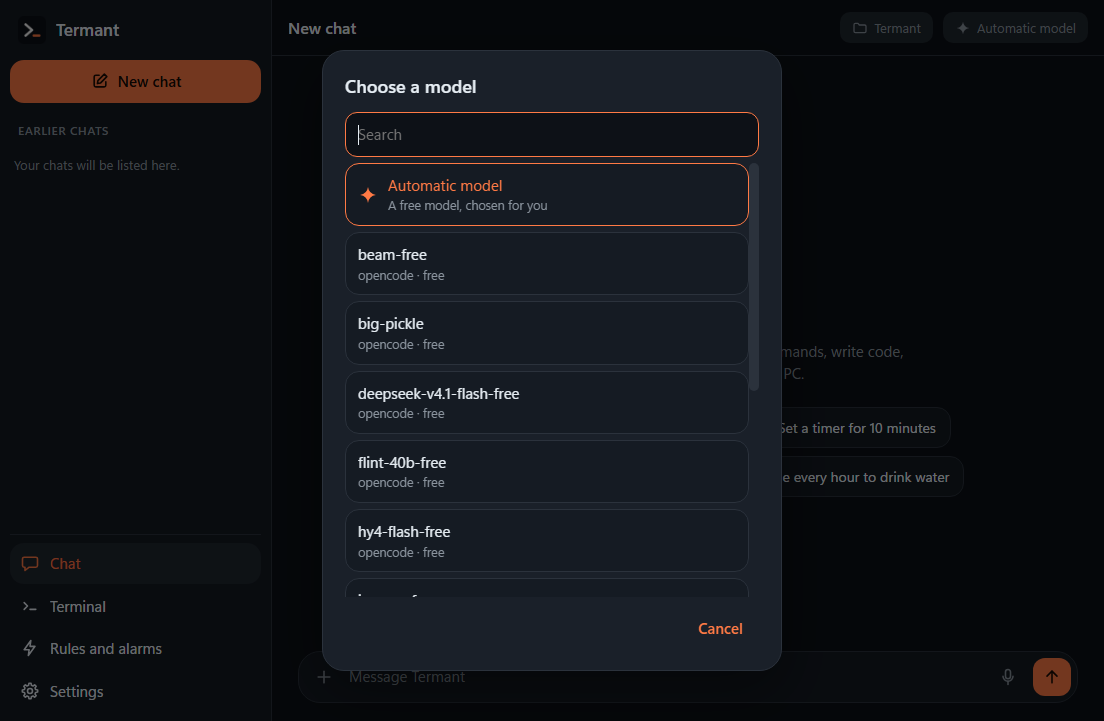 Termant
New chat
EARLIER CHATS
Your chats will be listed here.
Chat
Terminal
Rules and alarms
Settings
New chat
Termant
Automatic model
Choose a model
Search
Automatic model
A free model, chosen for you
beam-free
opencode · free
big-pickle
opencode · free
deepseek-v4.1-flash-free
opencode · free
flint-40b-free
opencode · free
hy4-flash-free
opencode · free
Cancel
write code,
PC.
Set a timer for 10 minutes
every hour to drink water
Message Termant